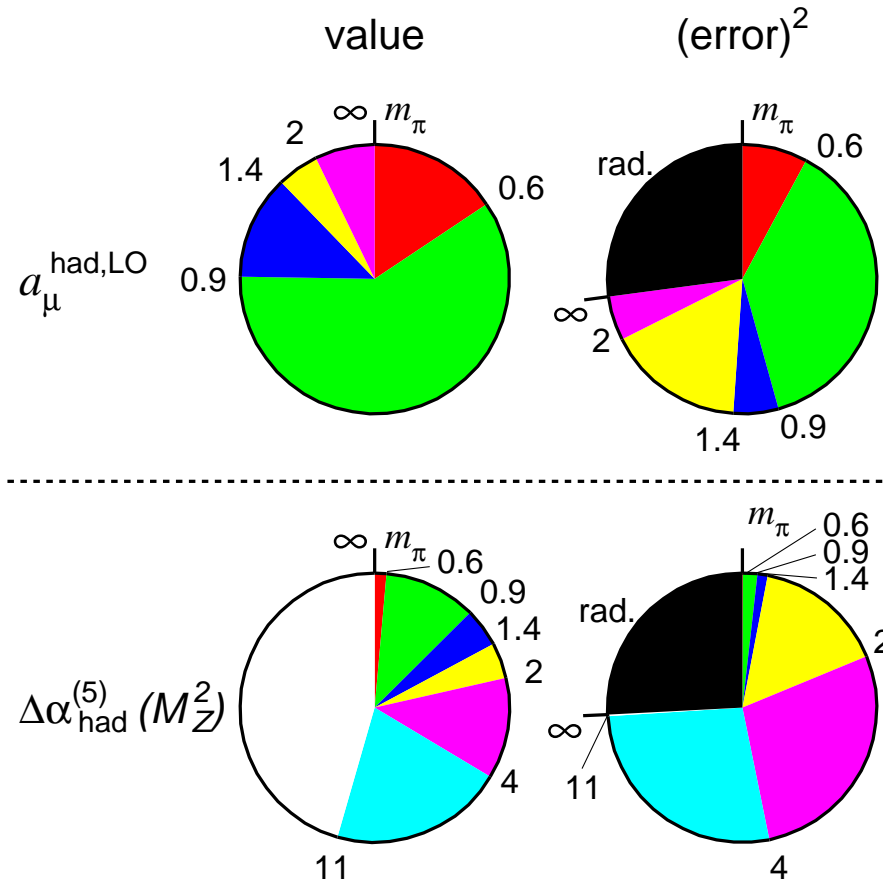 value
(error)²
∞ m_π
0.6
0.9
1.4
2
m_π
0.6
0.9
1.4
2
∞
rad.
a_μ^had,LO
∞ m_π
0.6
0.9
1.4
2
4
11
m_π
0.6
0.9
1.4
2
4
11
∞
rad.
Δα_had^(5) (M_Z^2)